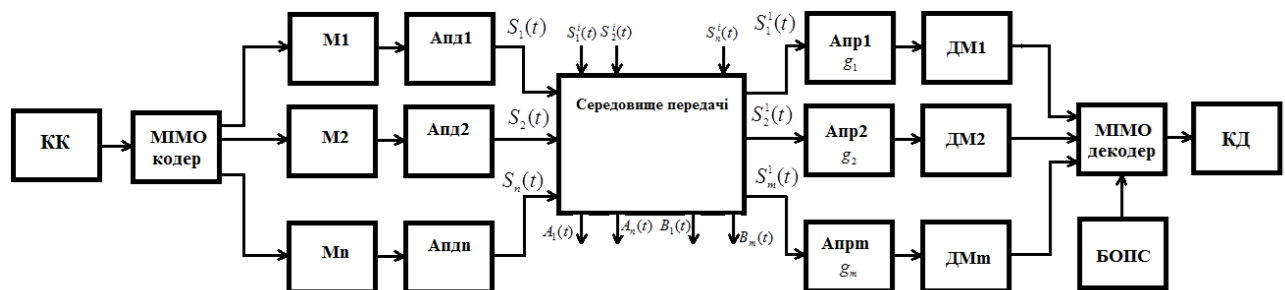 КК
МІМО
кодер
М1
М2
Мn
Апд1
Апд2
Апдn
S₁(t)
S₂(t)
Sₙ(t)
S₁ⁱ(t)
S₂ⁱ(t)
Sₙⁱ(t)
Середовище передачі
A₁(t)
Aₙ(t)
B₁(t)
Bₘ(t)
S₁¹(t)
S₂¹(t)
Sₘ¹(t)
Апр1
g₁
Апр2
g₂
Апрm
gₘ
ДМ1
ДМ2
ДМm
МІМО
декодер
БОПС
КД